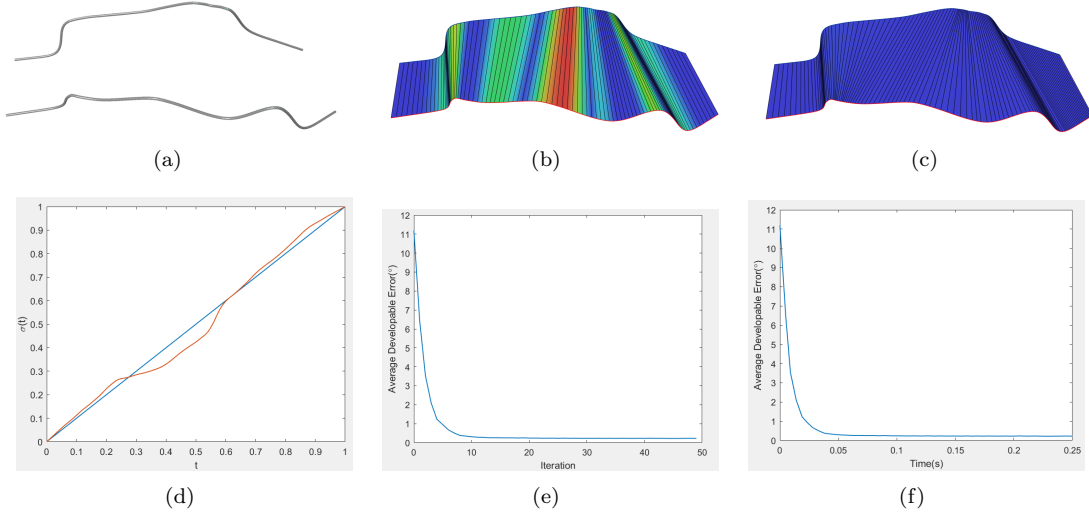 (a)
(b)
(c)
1
0.9
0.8
0.7
0.6
0.5
0.4
0.3
0.2
0.1
0
σ(t)
0 0.1 0.2 0.3 0.4 0.5 0.6 0.7 0.8 0.9 1
t
(d)
12
11
10
9
8
7
6
5
4
3
2
1
0
Average Developable Error(°)
0 10 20 30 40 50
Iteration
(e)
12
11
10
9
8
7
6
5
4
3
2
1
0
Average Developable Error(°)
0 0.05 0.1 0.15 0.2 0.25
Time(s)
(f)